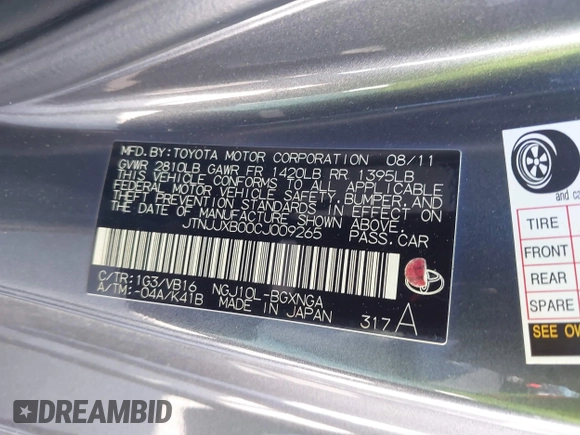 MFD. BY: TOYOTA MOTOR CORPORATION 08/11
GVWR 2810LB GAWR FR 1420LB RR 1395LB
THIS VEHICLE CONFORMS TO ALL APPLICABLE
FEDERAL MOTOR VEHICLE SAFETY, BUMPER, AND
THEFT PREVENTION STANDARDS IN EFFECT ON
THE DATE OF MANUFACTURE SHOWN ABOVE.
JTNJJXB00CJ009265 PASS.CAR
C/TR:1G3/VB16 NGJ10L-BGXNGA
A/TM:-04A/K41B MADE IN JAPAN 317 A
and ca
TIRE
FRONT
REAR
SPARE
SEE OW
DREAMBID